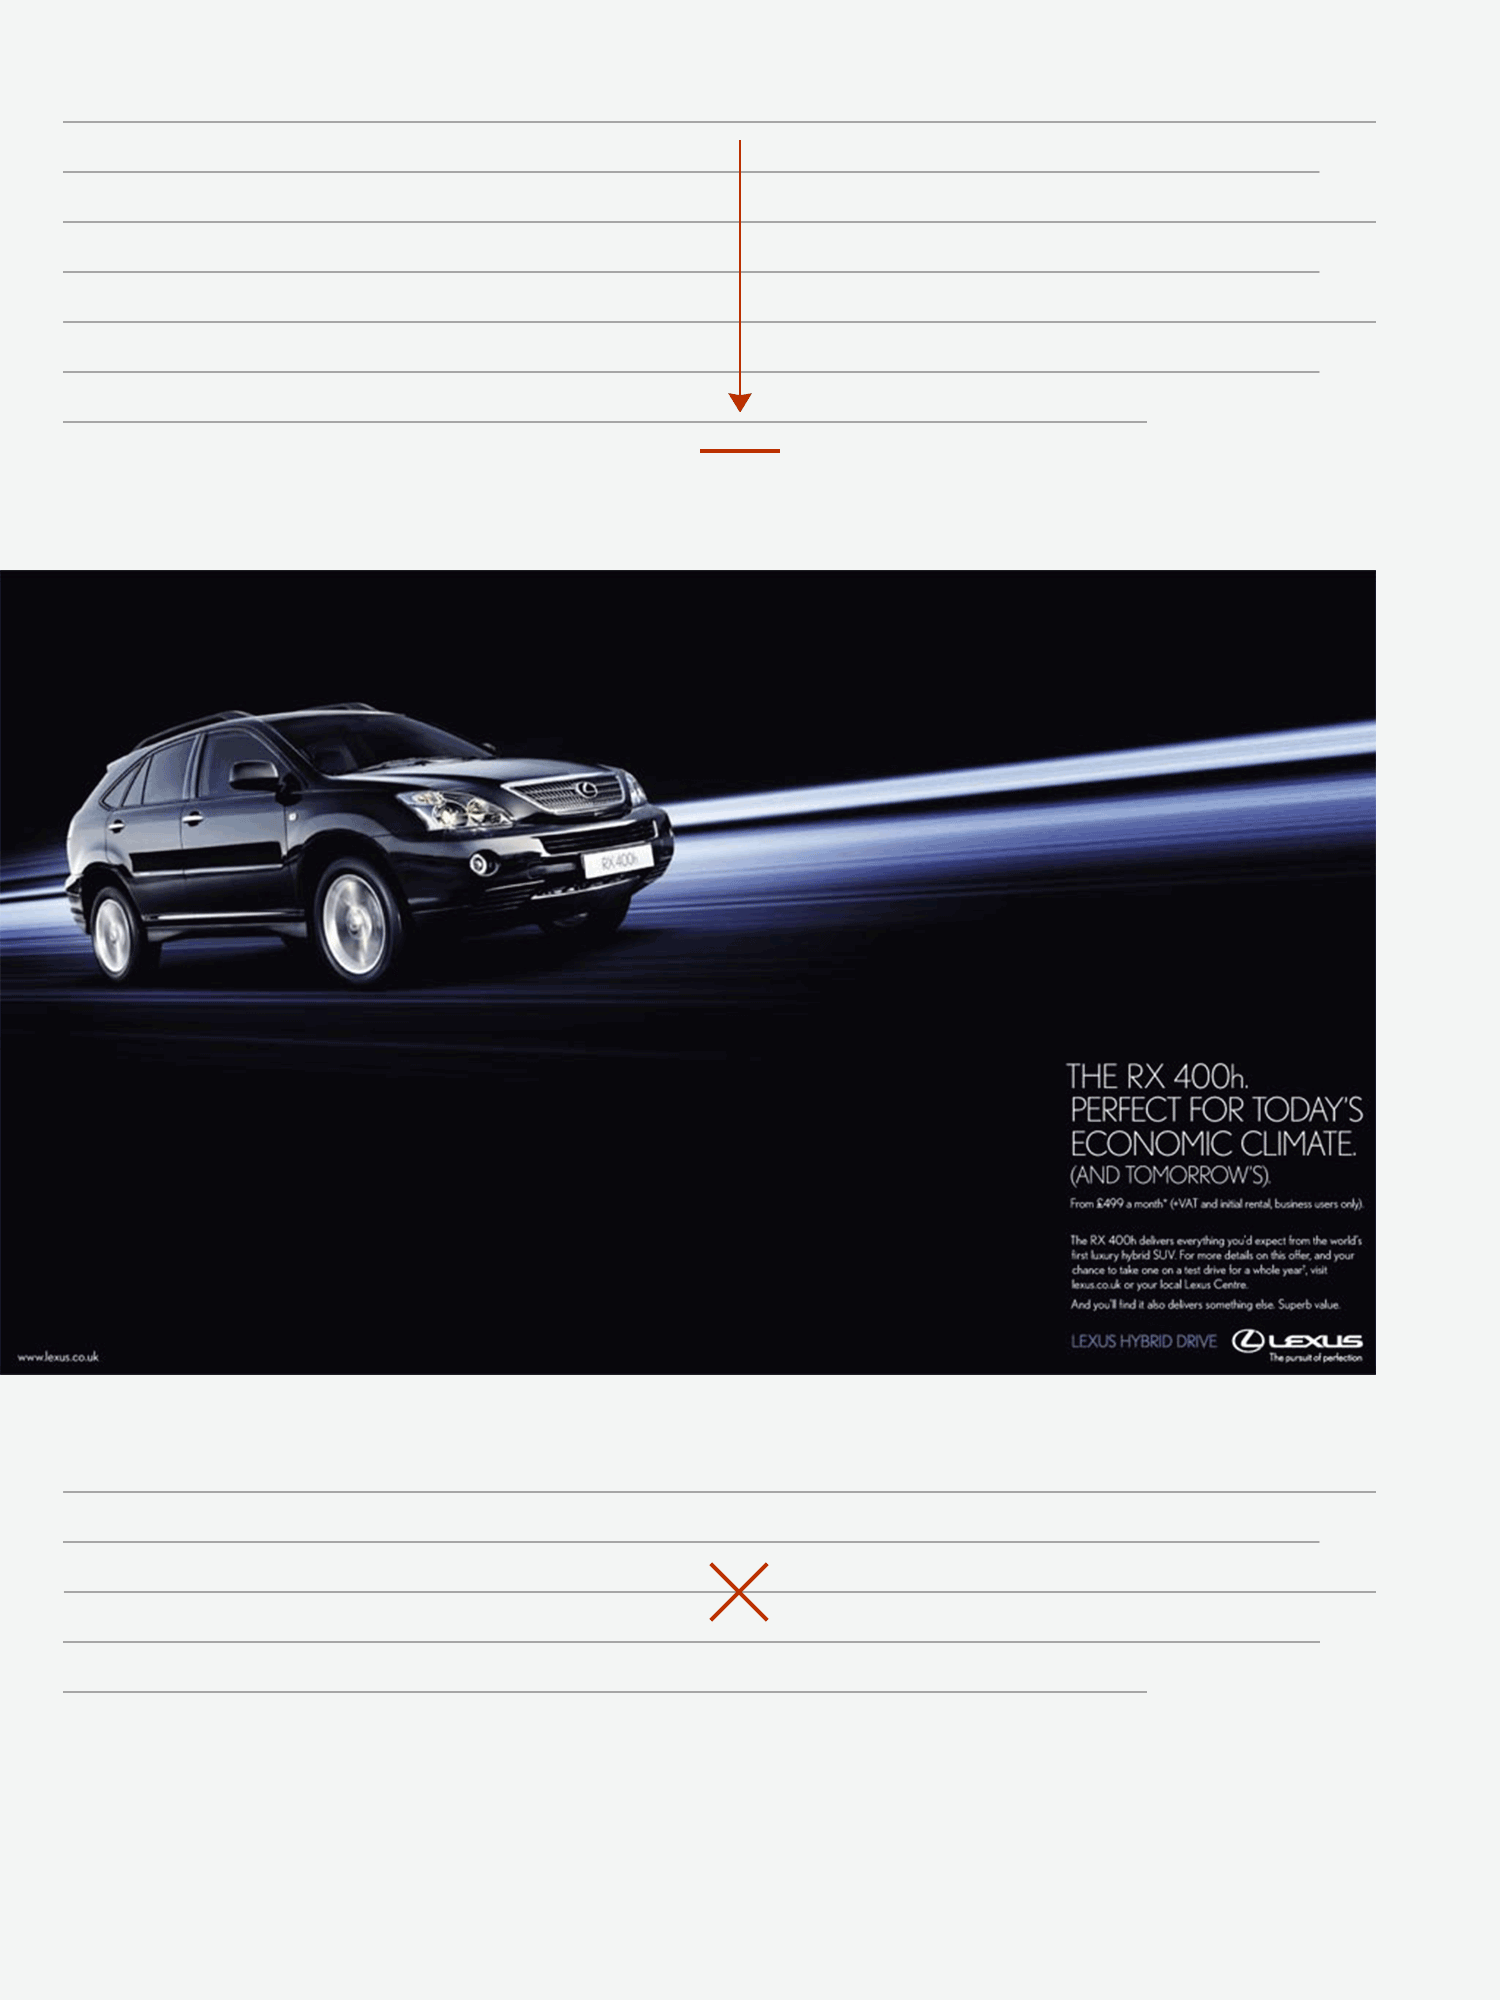 RX400h
THE RX 400h.
PERFECT FOR TODAY'S
ECONOMIC CLIMATE.
(AND TOMORROW'S).
From £499 a month* (+VAT and initial rental, business users only).
The RX 400h delivers everything you'd expect from the world's
first luxury hybrid SUV. For more details on this offer, and your
chance to take one on a test drive for a whole year†, visit
lexus.co.uk or your local Lexus Centre.
And you'll find it also delivers something else. Superb value.
LEXUS HYBRID DRIVE
LEXUS
The pursuit of perfection
www.lexus.co.uk